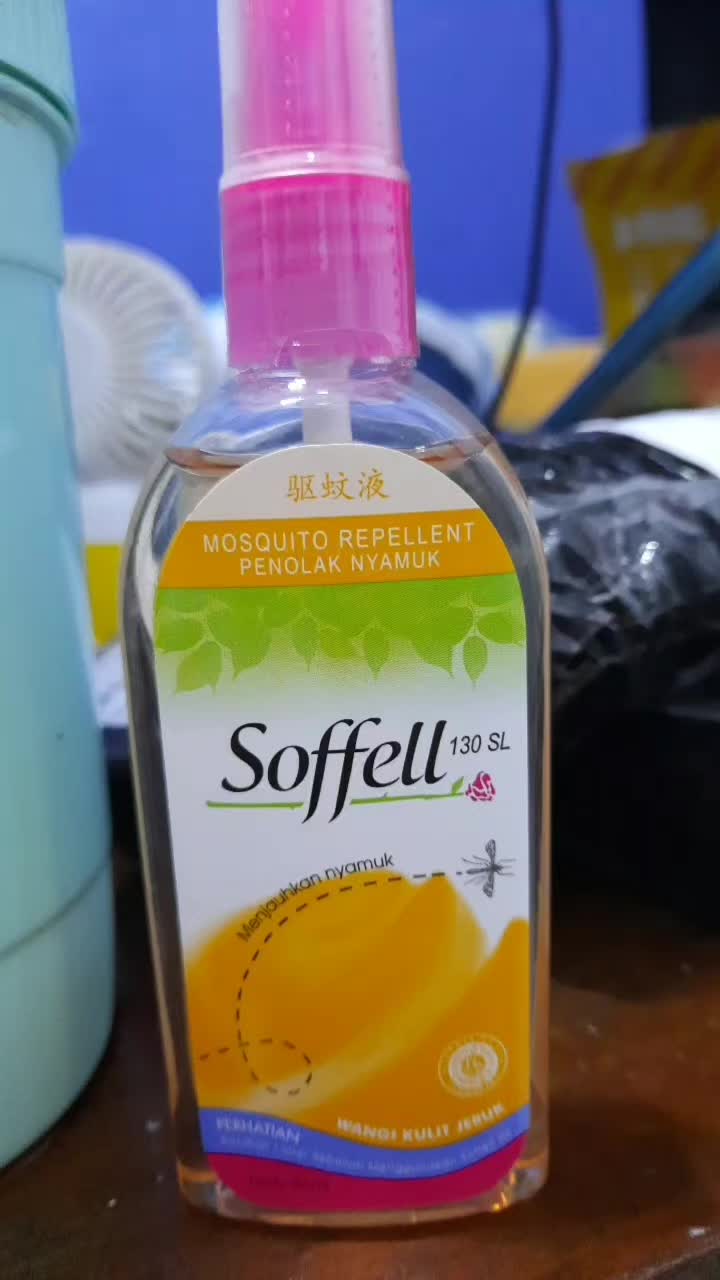 驱蚊液
MOSQUITO REPELLENT
PENOLAK NYAMUK
Soffell 130 SL
Menjauhkan nyamuk
WANGI KULIT JERUK
PERHATIAN